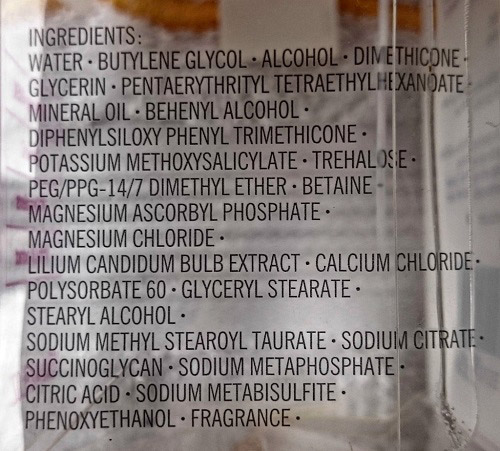 INGREDIENTS:
WATER • BUTYLENE GLYCOL • ALCOHOL • DIMETHICONE •
GLYCERIN • PENTAERYTHRITYL TETRAETHYLHEXANOATE •
MINERAL OIL • BEHENYL ALCOHOL •
DIPHENYLSILOXY PHENYL TRIMETHICONE •
POTASSIUM METHOXYSALICYLATE • TREHALOSE •
PEG/PPG-14/7 DIMETHYL ETHER • BETAINE •
MAGNESIUM ASCORBYL PHOSPHATE •
MAGNESIUM CHLORIDE •
LILIUM CANDIDUM BULB EXTRACT • CALCIUM CHLORIDE •
POLYSORBATE 60 • GLYCERYL STEARATE •
STEARYL ALCOHOL •
SODIUM METHYL STEAROYL TAURATE • SODIUM CITRATE •
SUCCINOGLYCAN • SODIUM METAPHOSPHATE •
CITRIC ACID • SODIUM METABISULFITE •
PHENOXYETHANOL • FRAGRANCE •